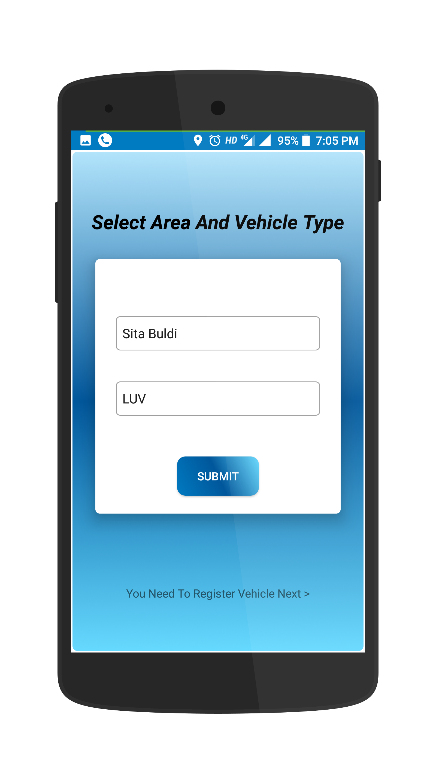 HD 4G 95% 7:05 PM
Select Area And Vehicle Type
Sita Buldi
LUV
SUBMIT
You Need To Register Vehicle Next >